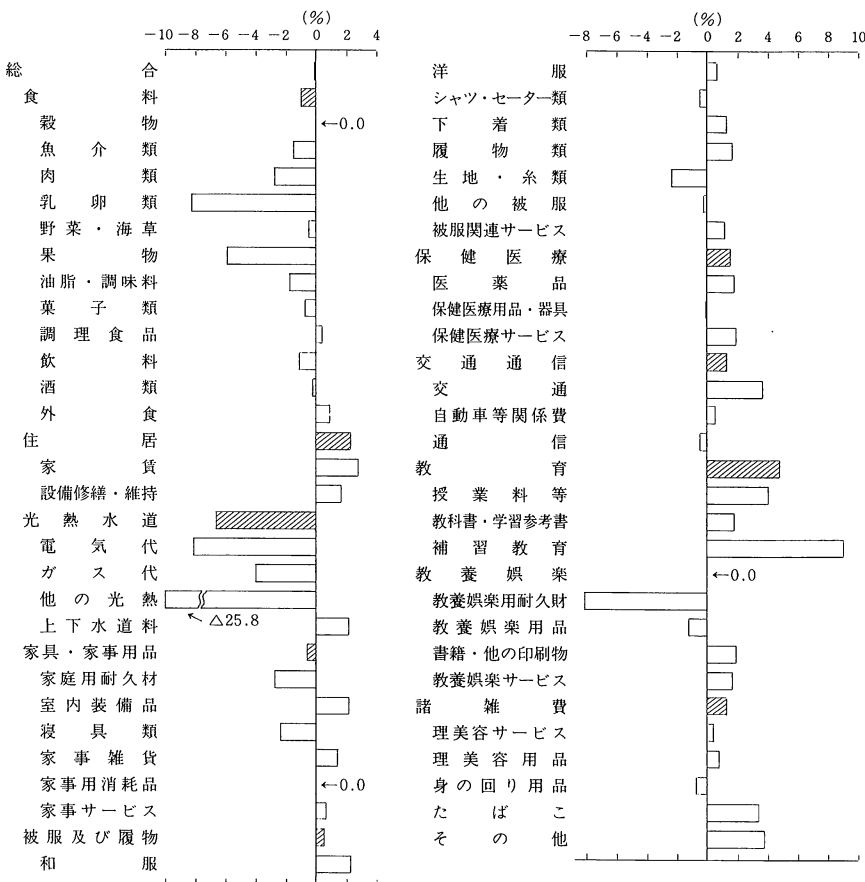 (%)
-10 -8 -6 -4 -2 0 2 4
総合
食料
穀物 ←0.0
魚介類
肉類
乳卵類
野菜・海草
果物
油脂・調味料
菓子類
調理食品
飲料
酒類
外食
住居
家賃
設備修繕・維持
光熱水道
電気代
ガス代
他の光熱
△25.8
上下水道料
家具・家事用品
家庭用耐久材
室内装備品
寝具類
家事雑貨
家事用消耗品 ←0.0
家事サービス
被服及び履物
和服
(%)
-8 -6 -4 -2 0 2 4 6 8 10
洋服
シャツ・セーター類
下着類
履物類
生地・糸類
他の被服
被服関連サービス
保健医療
医薬品
保健医療用品・器具
保健医療サービス
交通通信
交通
自動車等関係費
通信
教育
授業料等
教科書・学習参考書
補習教育
教養娯楽 ←0.0
教養娯楽用耐久財
教養娯楽用品
書籍・他の印刷物
教養娯楽サービス
諸雑費
理美容サービス
理美容用品
身の回り用品
たばこ
その他